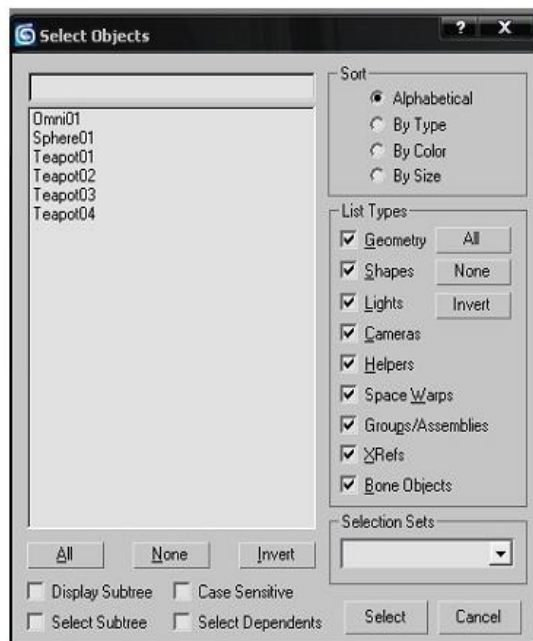 Select Objects
? X
Omni01
Sphere01
Teapot01
Teapot02
Teapot03
Teapot04
All
None
Invert
Display Subtree
Case Sensitive
Select Subtree
Select Dependents
Sort
Alphabetical
By Type
By Color
By Size
List Types
Geometry
All
Shapes
None
Lights
Invert
Cameras
Helpers
Space Warps
Groups/Assemblies
XRefs
Bone Objects
Selection Sets
Select
Cancel